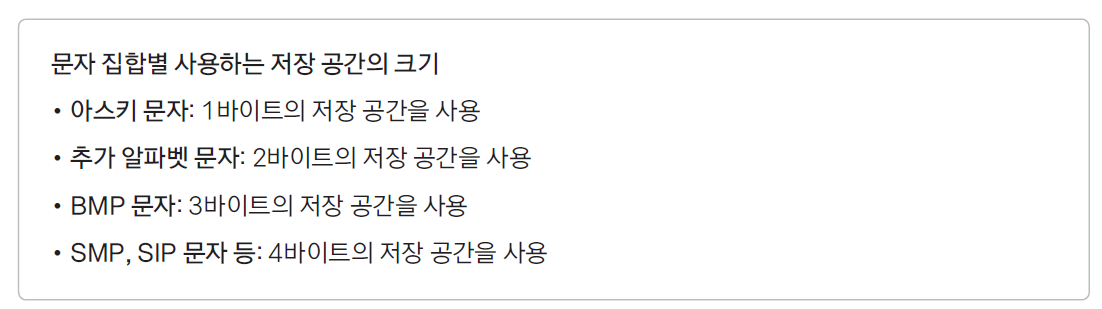 문자 집합별 사용하는 저장 공간의 크기
• 아스키 문자: 1바이트의 저장 공간을 사용
• 추가 알파벳 문자: 2바이트의 저장 공간을 사용
• BMP 문자: 3바이트의 저장 공간을 사용
• SMP, SIP 문자 등: 4바이트의 저장 공간을 사용